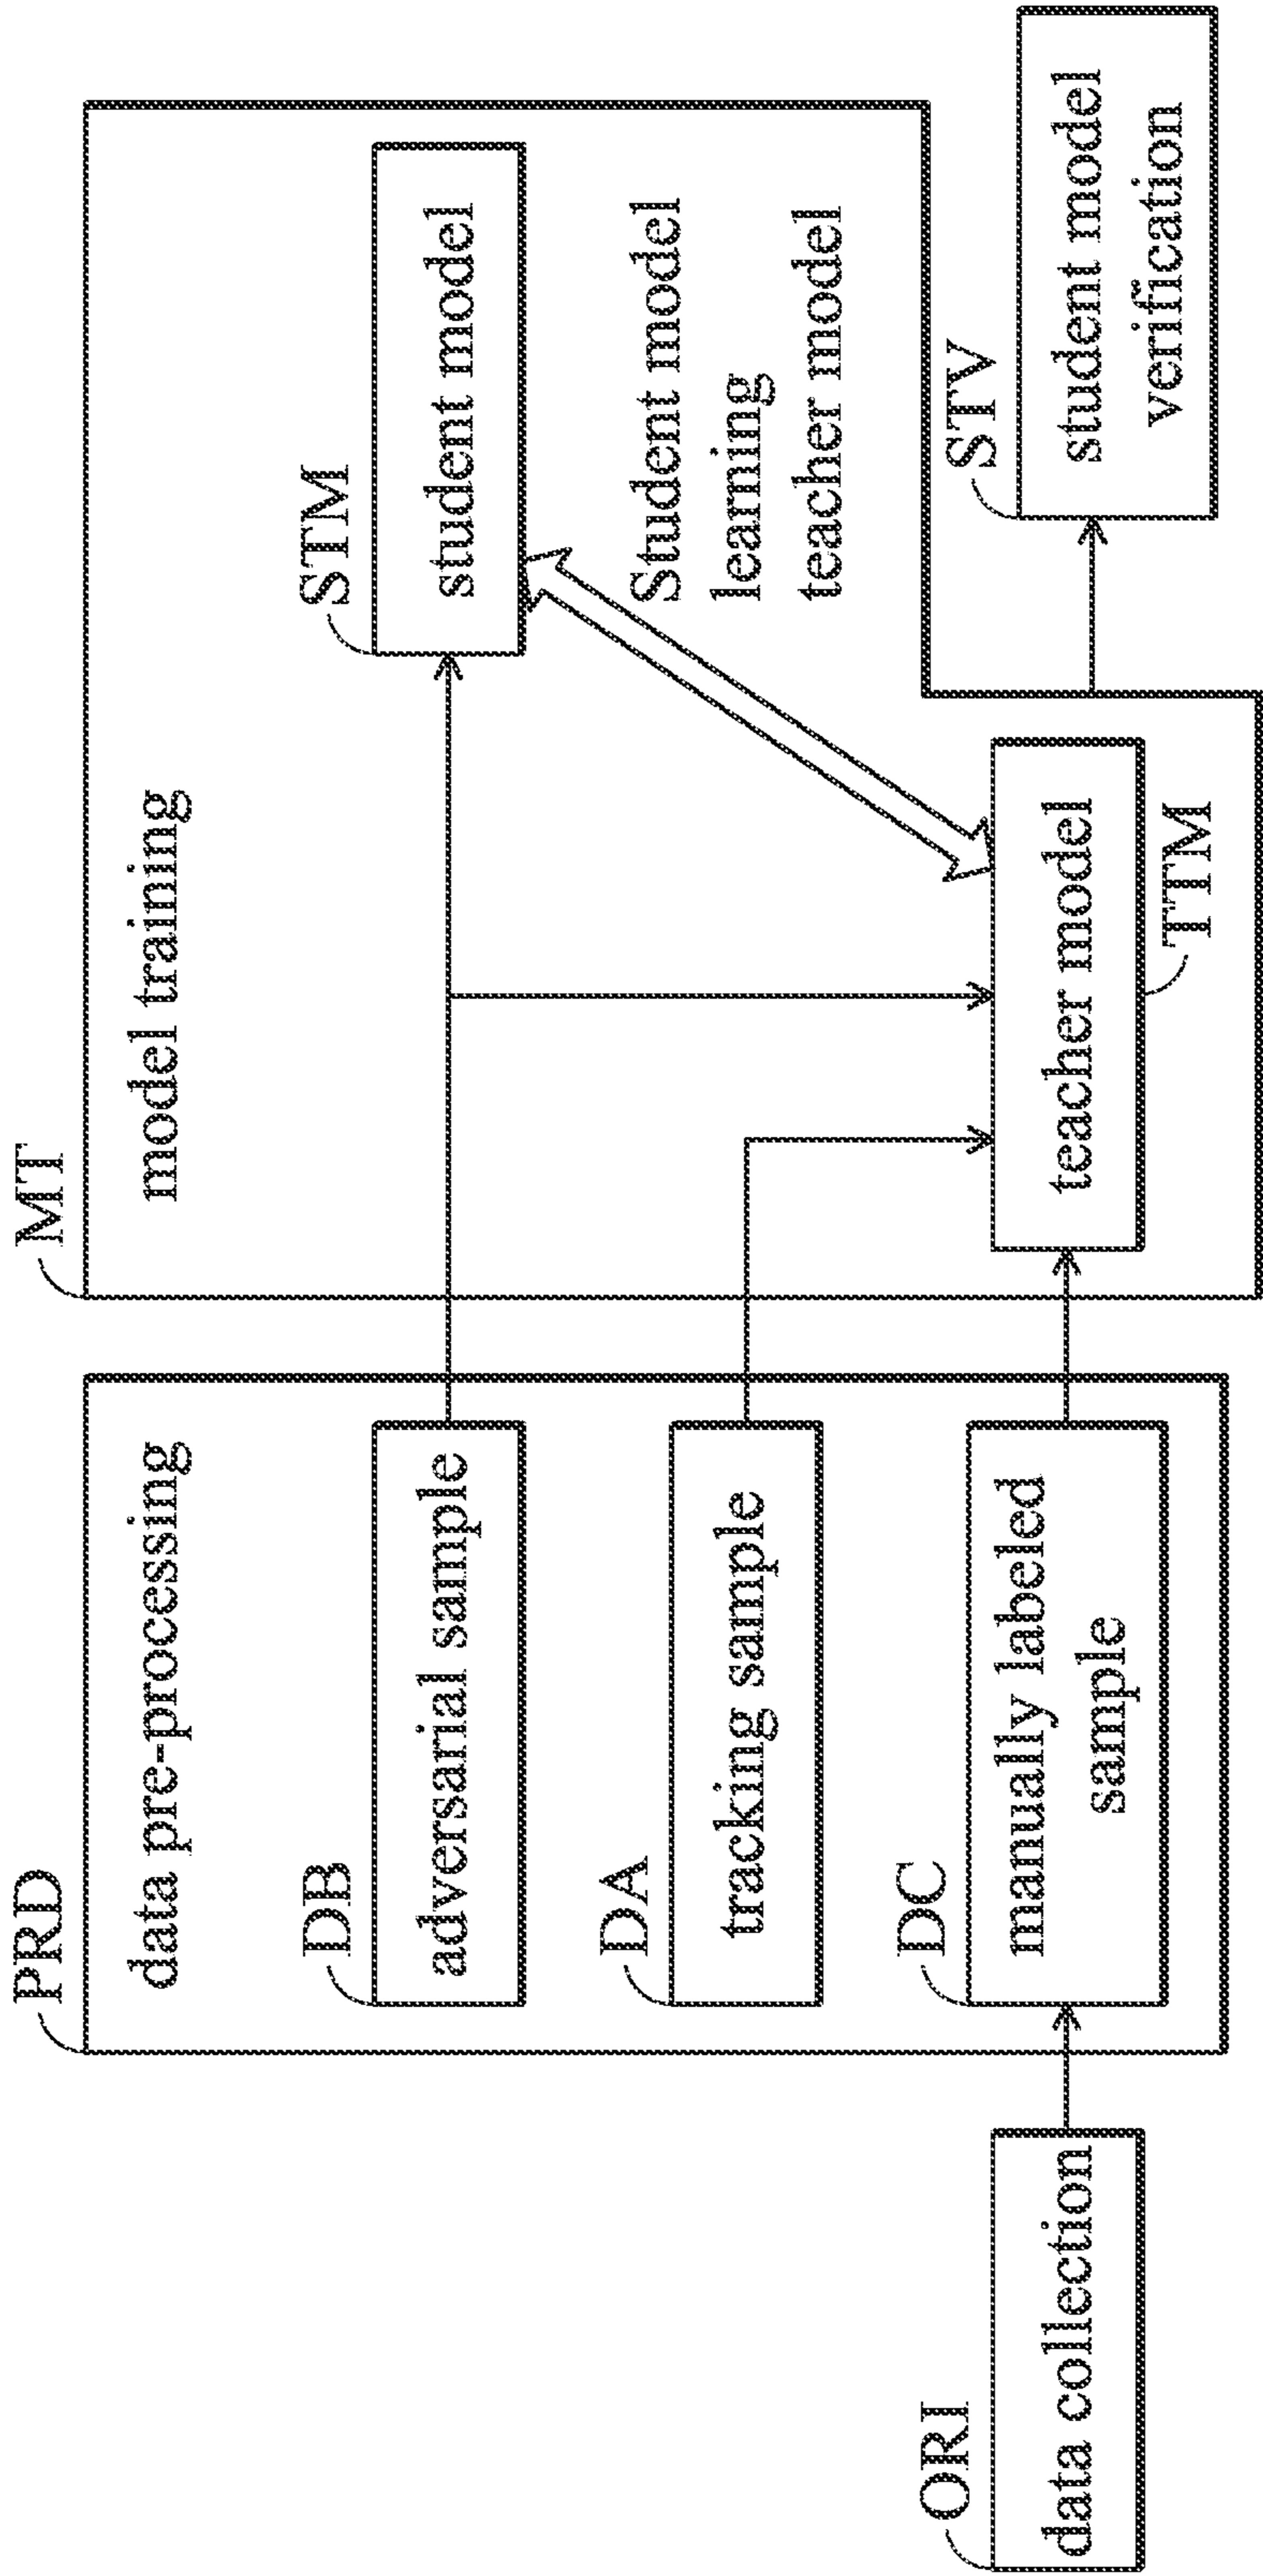 ORI
data collection
PRD
data pre-processing
DB
adversarial sample
DA
tracking sample
DC
manually labeled
sample
MT
model training
STM
student model
Student model
learning
teacher model
teacher model
TTM
STV
student model
verification